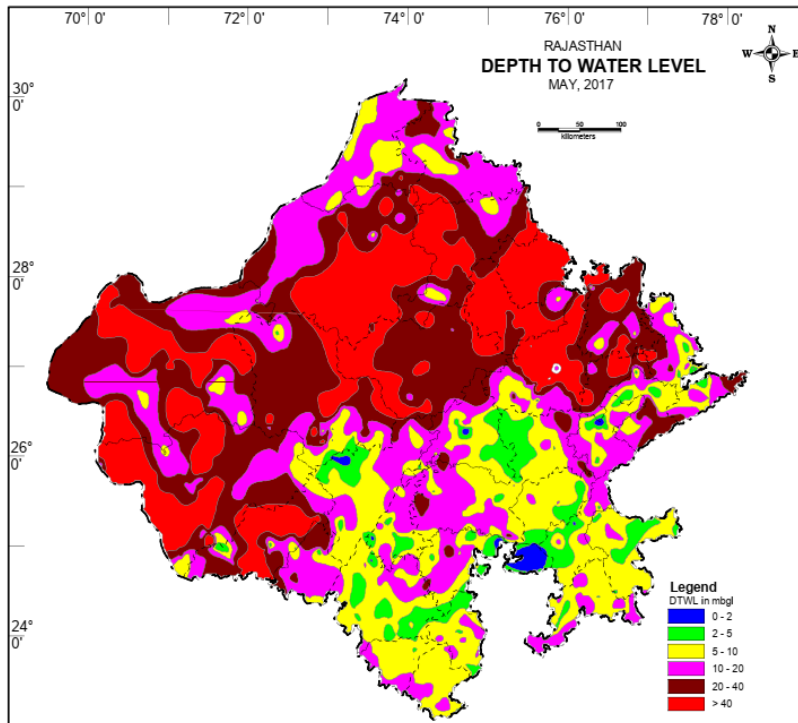 70° 0' 72° 0' 74° 0' 76° 0' 78° 0'
RAJASTHAN
DEPTH TO WATER LEVEL
MAY, 2017
N
W E
S
0 50 100
kilometers
30°
0'
28°
0'
26°
0'
24°
0'
Legend
DTWL in mbgl
0 - 2
2 - 5
5 - 10
10 - 20
20 - 40
> 40